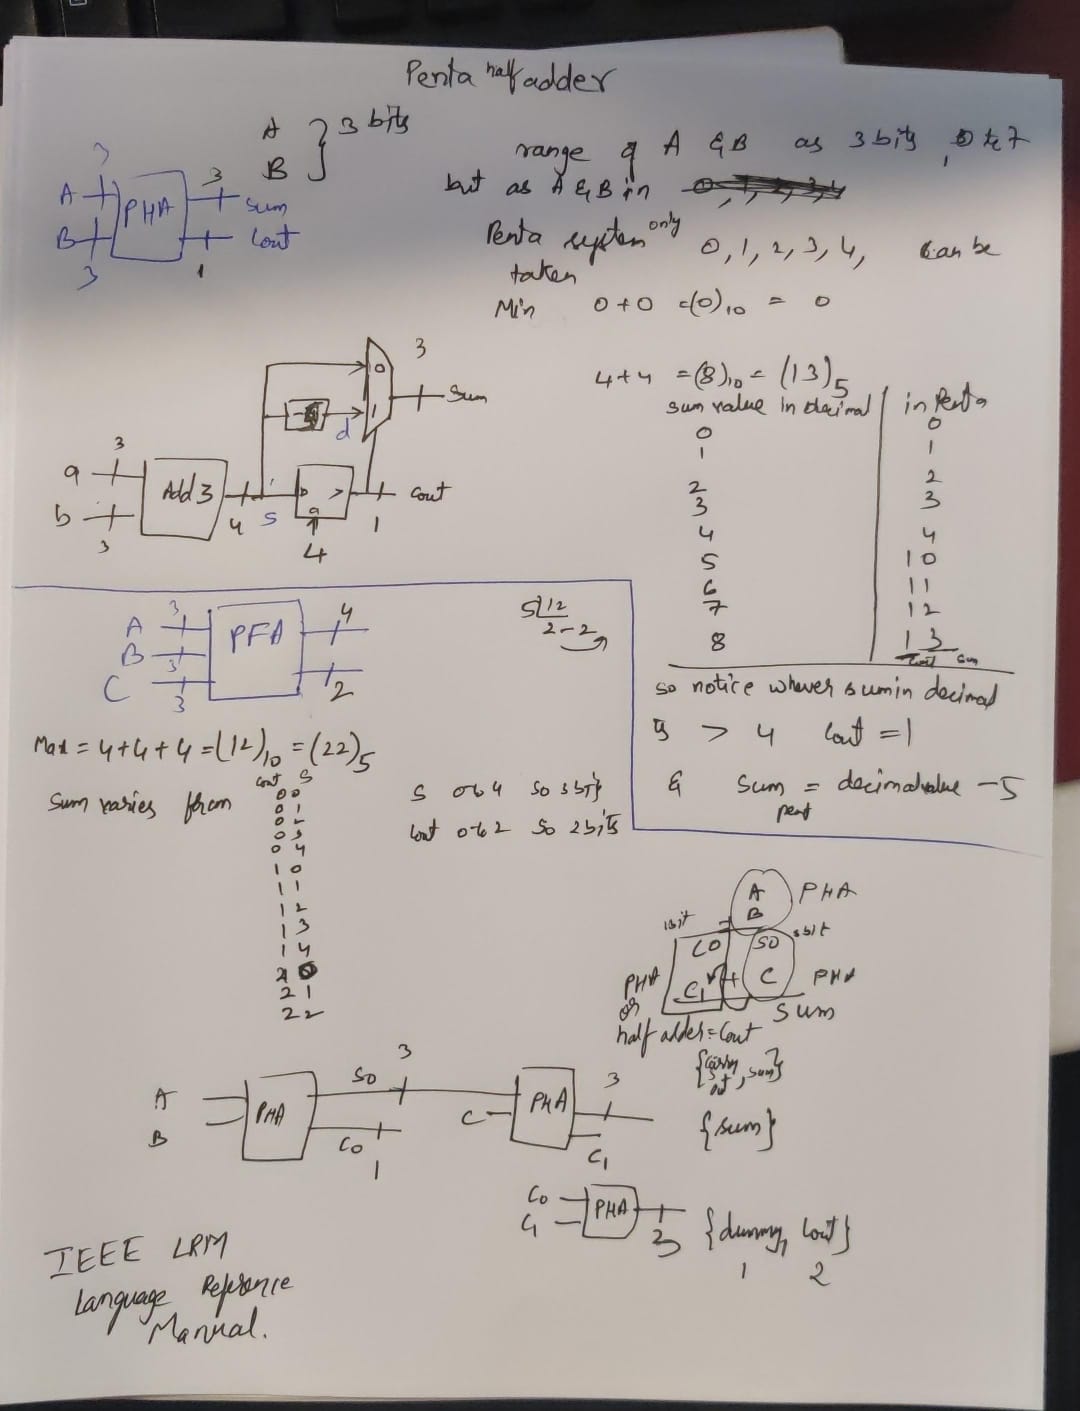 Penta half adder
A } 3 bits
B
3
A PHA 3 sum
B cout
3 1
range of A & B as 3 bits, 0 to 7
but as A & B in
Penta system only 0, 1, 2, 3, 4, can be
taken
Min 0 + 0 = (0)10 = 0
4+4 = (8)10 = (13)5
sum value in decimal | in Penta
0 0
1 1
2 2
3 3
4 4
5 10
6 11
7 12
8 13
cout sum
so notice whever sum in decimal
is > 4 Cout = 1
& sum = decimal value - 5
pent
0 3
1 sum
d
3
a Add 3 > cout
b 4 s 1
3 4
A 3 PFA 4
B 3
C 3 2
5 12
2-2
Max = 4+4+4 = (12)10 = (22)5
Sum varies from cout s
0 0
0 1
0 2
0 3
0 4
1 0
1 1
1 2
1 3
1 4
2 0
2 1
2 2
S 0 to 4 so 3 bits
Cout 0 to 2 so 2 bits
A PHA
B
1 bit C0 S0 3 bit
PHA C1 + C PHA
or Sum
half adder = Cout
{carry out, sum}
A PHA S0 3 PHA 3
B C0 C {sum}
1 C1
C0 PHA {dummy, Cout}
C1 1 2
IEEE LRM
Language Reference
Manual.